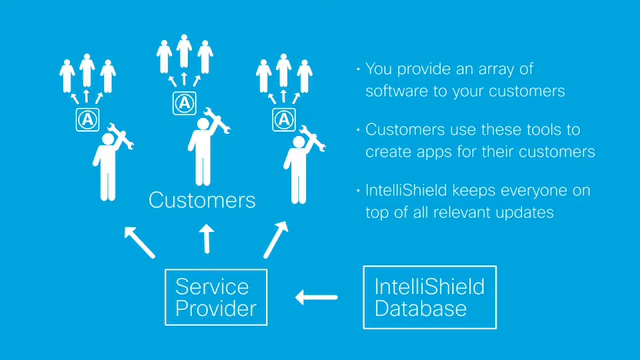 A
A
A
Customers
Service
Provider
IntelliShield
Database
· You provide an array of
software to your customers
· Customers use these tools to
create apps for their customers
· IntelliShield keeps everyone on
top of all relevant updates